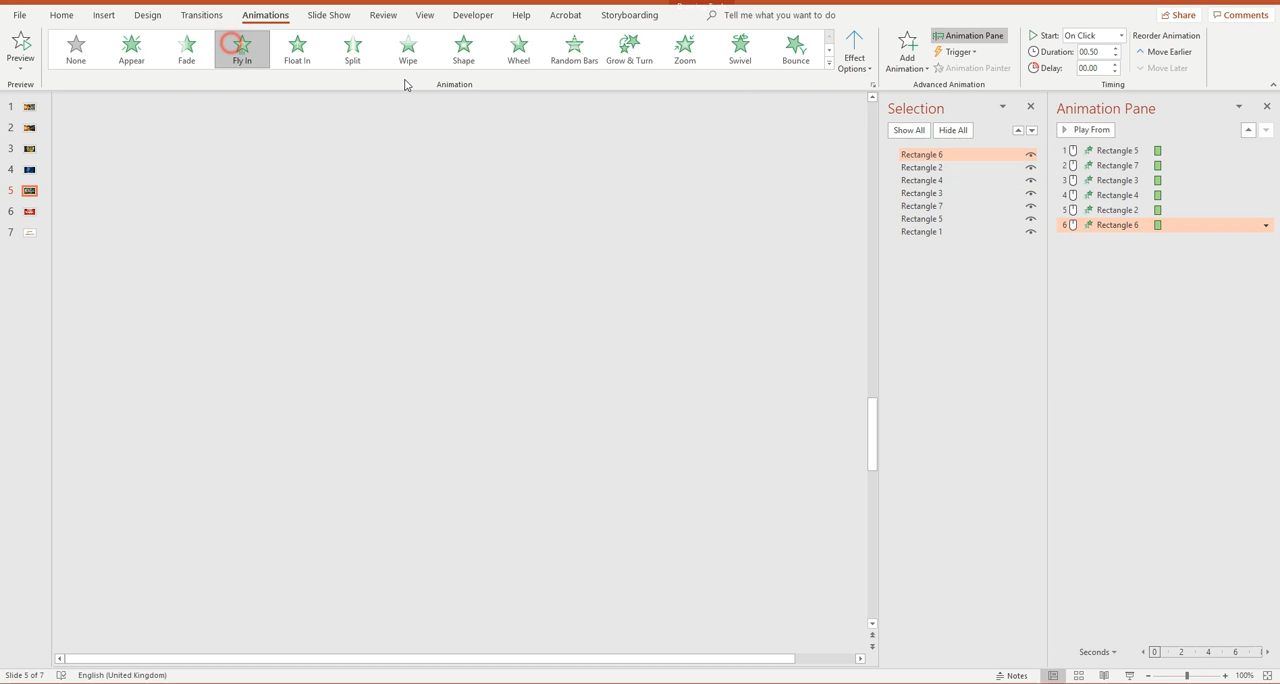 File Home Insert Design Transitions Animations Slide Show Review View Developer Help Acrobat Storyboarding Tell me what you want to do Share Comments
Preview None Appear Fade Fly In Float In Split Wipe Shape Wheel Random Bars Grow & Turn Zoom Swivel Bounce Effect Options Add Animation Animation Pane Trigger Animation Painter Start: On Click Duration: 00.50 Delay: 00.00 Reorder Animation Move Earlier Move Later
Preview Animation Advanced Animation Timing
Selection
Show All Hide All
Rectangle 6
Rectangle 2
Rectangle 4
Rectangle 3
Rectangle 7
Rectangle 5
Rectangle 1
Animation Pane
Play From
1 Rectangle 5
2 Rectangle 7
3 Rectangle 3
4 Rectangle 4
5 Rectangle 2
6 Rectangle 6
1
2
3
4
5
6
7
Seconds 0 2 4 6
Slide 5 of 7 English (United Kingdom) Notes 100%